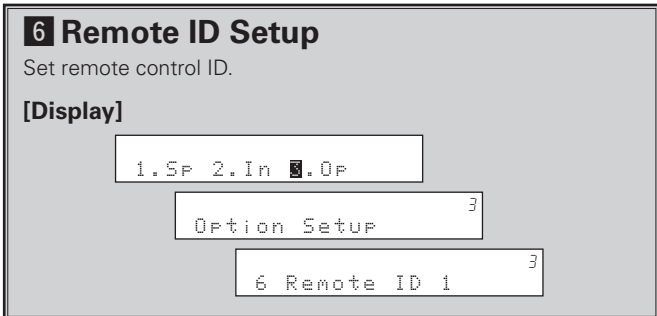 6 Remote ID Setup
Set remote control ID.
[Display]
1.Sp 2.In 3.Op
3
Option Setup
3
6 Remote ID 1